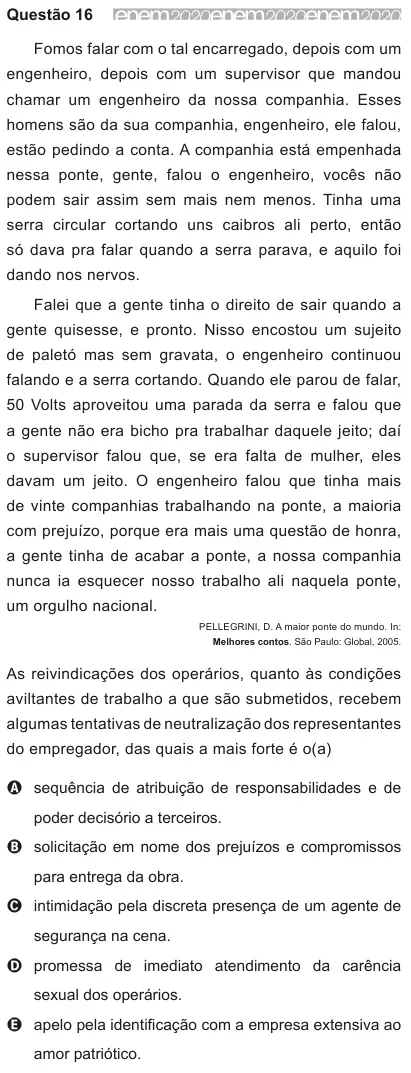 Questão 16 enem2020enem2020enem2020
Fomos falar com o tal encarregado, depois com um
engenheiro, depois com um supervisor que mandou
chamar um engenheiro da nossa companhia. Esses
homens são da sua companhia, engenheiro, ele falou,
estão pedindo a conta. A companhia está empenhada
nessa ponte, gente, falou o engenheiro, vocês não
podem sair assim sem mais nem menos. Tinha uma
serra circular cortando uns caibros ali perto, então
só dava pra falar quando a serra parava, e aquilo foi
dando nos nervos.
Falei que a gente tinha o direito de sair quando a
gente quisesse, e pronto. Nisso encostou um sujeito
de paletó mas sem gravata, o engenheiro continuou
falando e a serra cortando. Quando ele parou de falar,
50 Volts aproveitou uma parada da serra e falou que
a gente não era bicho pra trabalhar daquele jeito; daí
o supervisor falou que, se era falta de mulher, eles
davam um jeito. O engenheiro falou que tinha mais
de vinte companhias trabalhando na ponte, a maioria
com prejuízo, porque era mais uma questão de honra,
a gente tinha de acabar a ponte, a nossa companhia
nunca ia esquecer nosso trabalho ali naquela ponte,
um orgulho nacional.
PELLEGRINI, D. A maior ponte do mundo. In:
Melhores contos. São Paulo: Global, 2005.
As reivindicações dos operários, quanto às condições
aviltantes de trabalho a que são submetidos, recebem
algumas tentativas de neutralização dos representantes
do empregador, das quais a mais forte é o(a)
A sequência de atribuição de responsabilidades e de
poder decisório a terceiros.
B solicitação em nome dos prejuízos e compromissos
para entrega da obra.
C intimidação pela discreta presença de um agente de
segurança na cena.
D promessa de imediato atendimento da carência
sexual dos operários.
E apelo pela identificação com a empresa extensiva ao
amor patriótico.